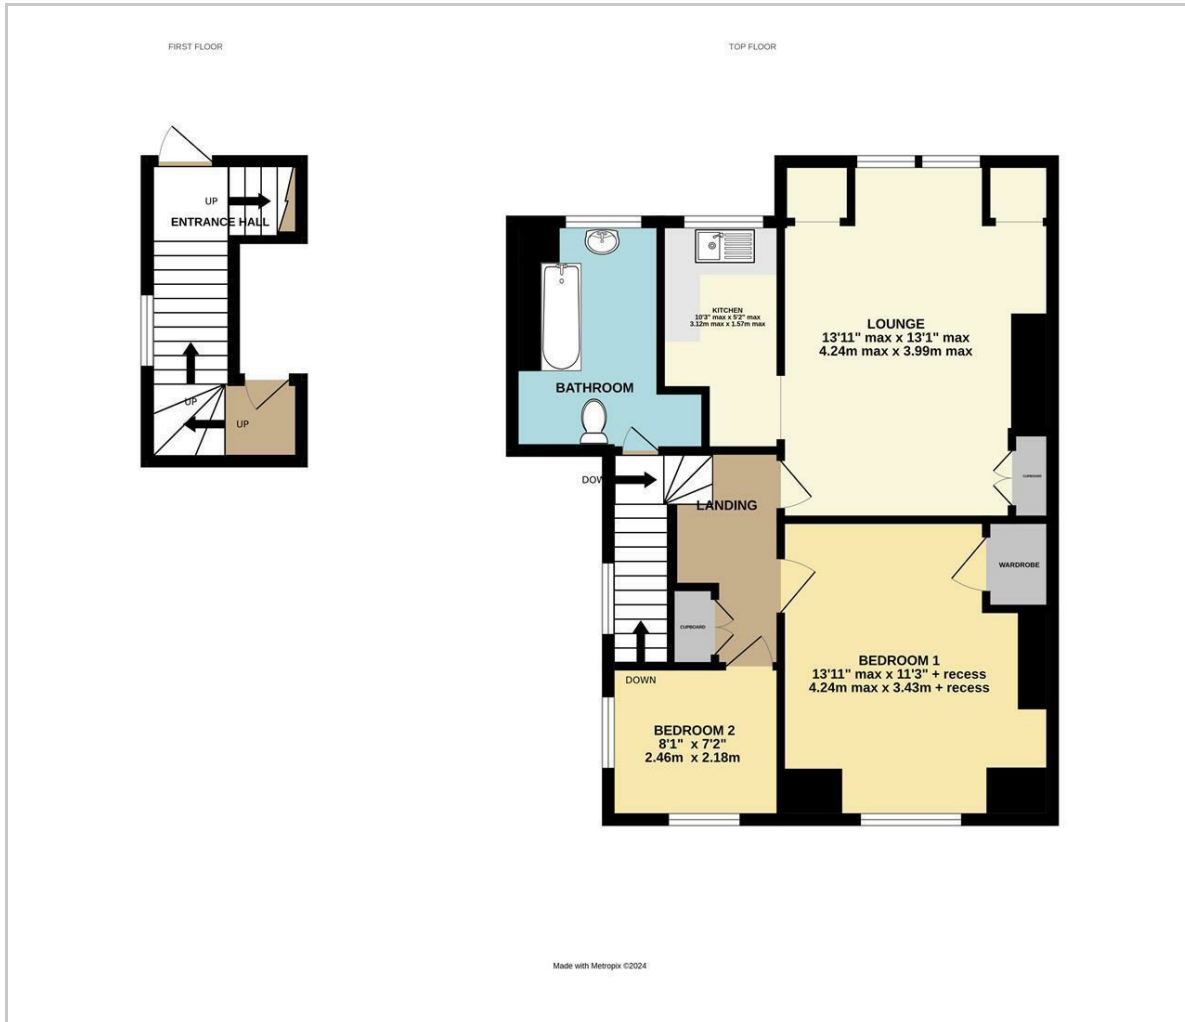 FIRST FLOOR
TOP FLOOR
UP
ENTRANCE HALL
UP
UP
KITCHEN
10'3" max x 5'2" max
3.12m max x 1.57m max
LOUNGE
13'11" max x 13'1" max
4.24m max x 3.99m max
BATHROOM
DOW
LANDING
CUPBOARD
WARDROBE
CUPBOARD
BEDROOM 1
13'11" max x 11'3" + recess
4.24m max x 3.43m + recess
DOWN
BEDROOM 2
8'1" x 7'2"
2.46m x 2.18m
Made with Metropix ©2024